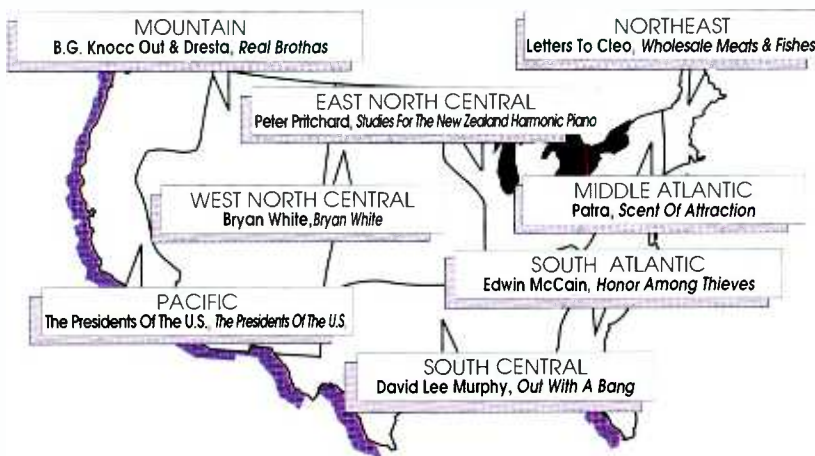 MOUNTAIN
B.G. Knocc Out & Dresta, Real Brothas
NORTHEAST
Letters To Cleo, Wholesale Meats & Fishes
EAST NORTH CENTRAL
Peter Pritchard, Studies For The New Zealand Harmonic Piano
WEST NORTH CENTRAL
Bryan White, Bryan White
MIDDLE ATLANTIC
Patra, Scent Of Attraction
SOUTH ATLANTIC
Edwin McCain, Honor Among Thieves
PACIFIC
The Presidents Of The U.S. The Presidents Of The U.S
SOUTH CENTRAL
David Lee Murphy, Out With A Bang